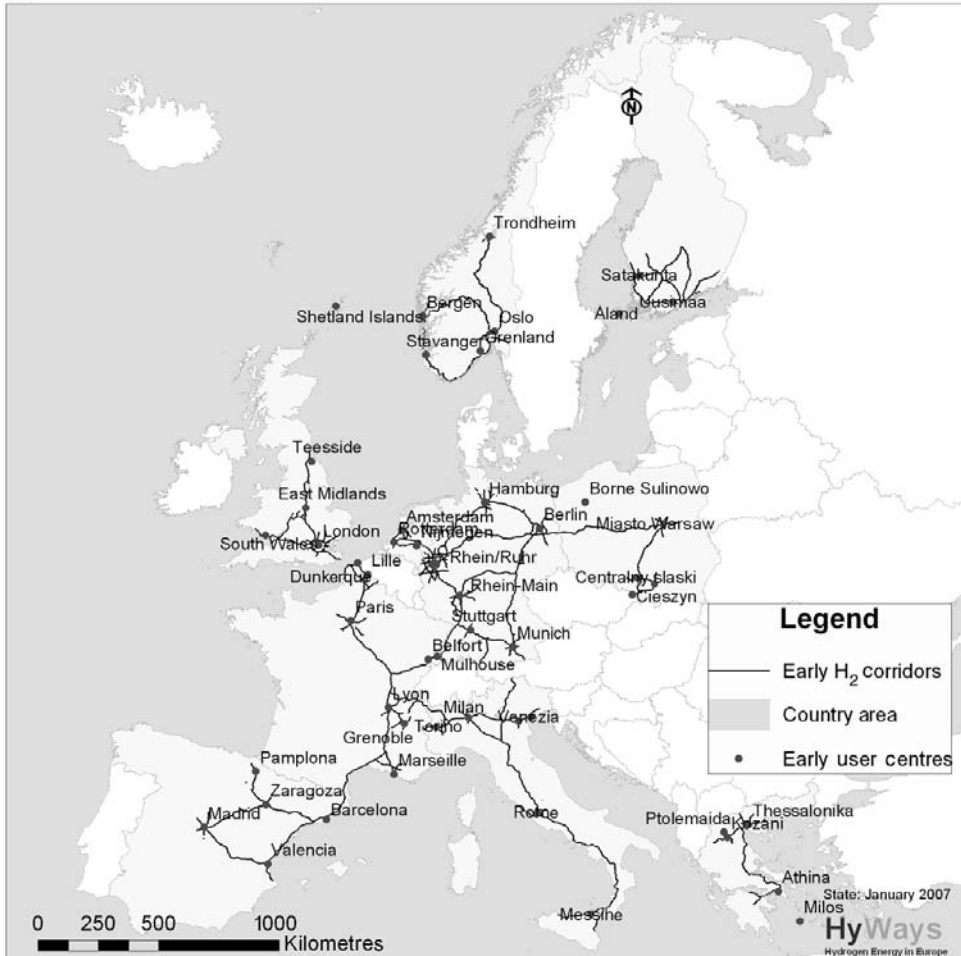 N
Trondheim
Satakunta
Uusimaa
Aland
Shetland Islands
Bergen
Oslo
Stavanger
Grenland
Teesside
East Midlands
South Wales
London
Hamburg
Borne Sulinowo
Amsterdam
Rotterdam
Nijmegen
Berlin
Miasto Warsaw
Lille
Dunkerque
Rhein/Ruhr
Rhein-Main
Centralny slaski
Cieszyn
Paris
Stuttgart
Munich
Belfort
Mulhouse
Lyon
Milan
Venezia
Torino
Grenoble
Marseille
Pamplona
Zaragoza
Madrid
Barcelona
Valencia
Rome
Messine
Ptolemaida
Thessalonika
Kozani
Athina
Milos
Legend
Early H2 corridors
Country area
Early user centres
State: January 2007
HyWays
Hydrogen Energy in Europe
0 250 500 1000
Kilometres